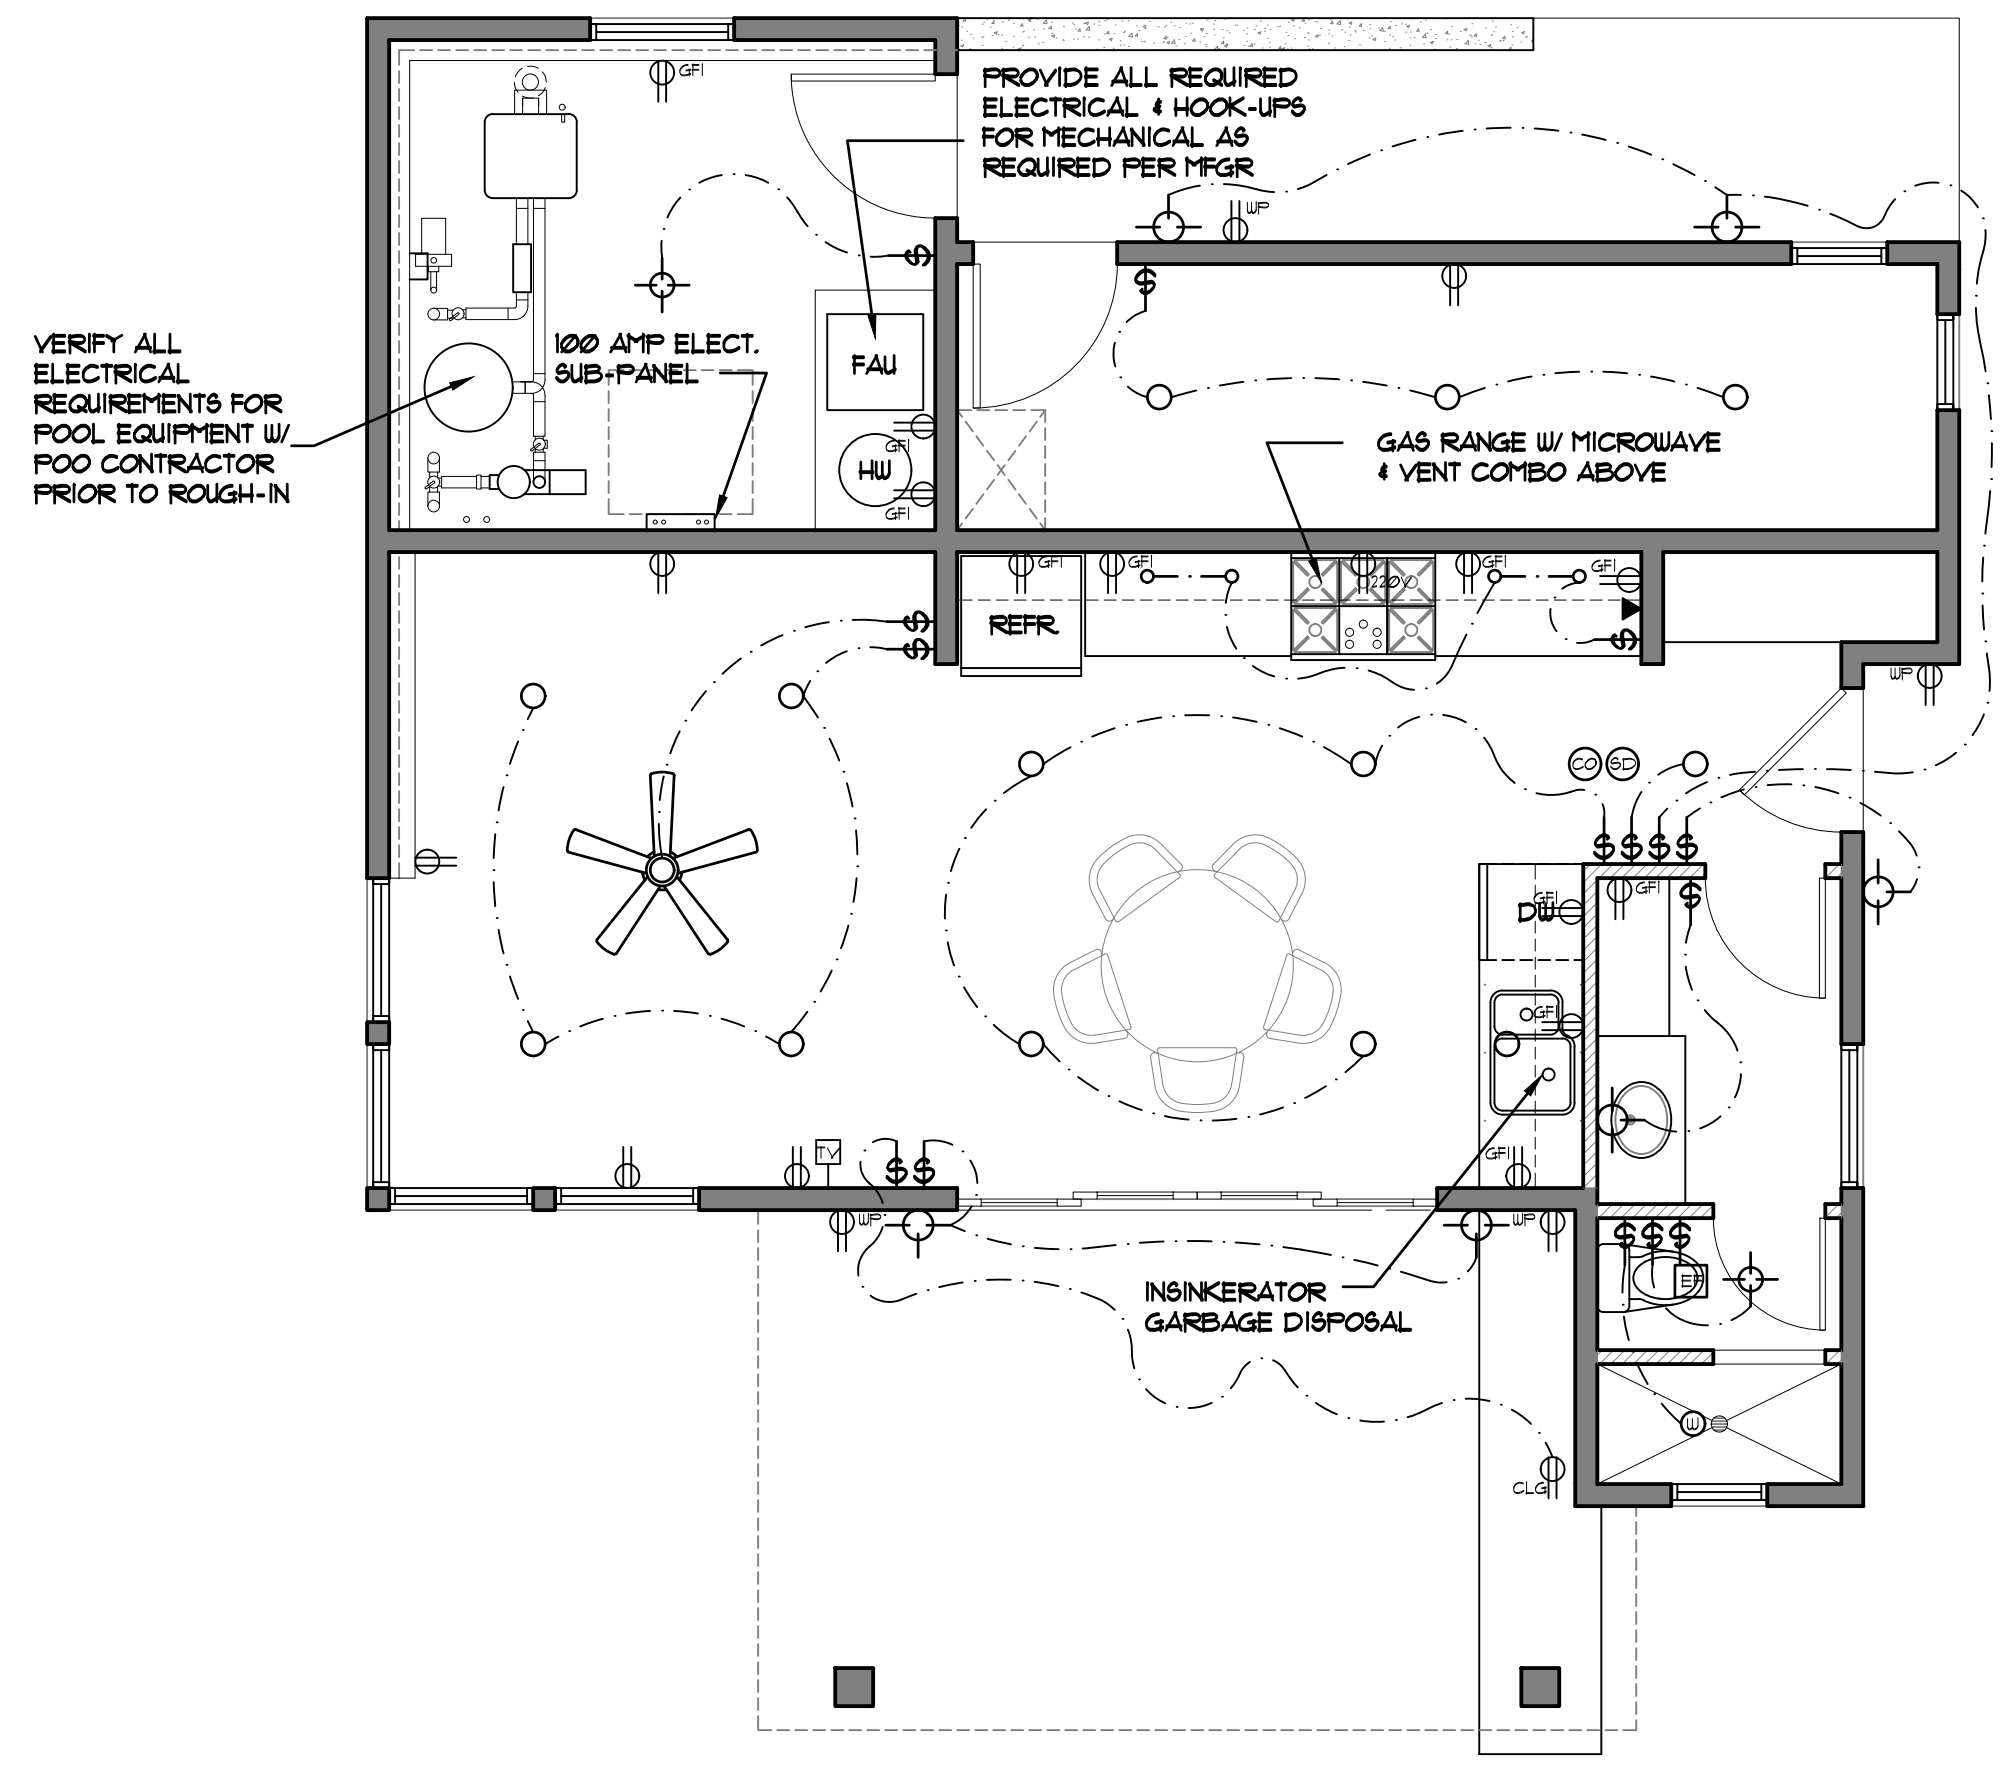 GFI
PROVIDE ALL REQUIRED
ELECTRICAL & HOOK-UPS
FOR MECHANICAL AS
REQUIRED PER MFGR
WP
$
$
VERIFY ALL
ELECTRICAL
REQUIREMENTS FOR
POOL EQUIPMENT W/
POO CONTRACTOR
PRIOR TO ROUGH-IN
100 AMP ELECT.
SUB-PANEL
FAU
GFI
HW
GFI
GAS RANGE W/ MICROWAVE
& VENT COMBO ABOVE
GFI
GFI
220V
GFI
GFI
REFR.
$
$
$
WP
CO SD
$ $ $ $
GFI
$
GFI
DW
GFI
GFI
TV
$ $
WP
WP
$ $ $
EF
INSINKERATOR
GARBAGE DISPOSAL
W
CLG